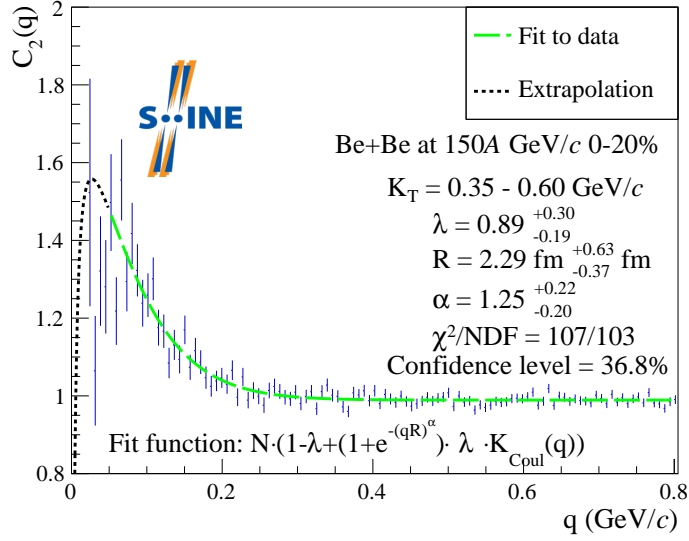 C₂(q)
2
1.8
1.6
1.4
1.2
1
0.8
Fit to data
Extrapolation
S INE
Be+Be at 150A GeV/c 0-20%
K_T = 0.35 - 0.60 GeV/c
λ = 0.89 +0.30 -0.19
R = 2.29 fm +0.63 -0.37 fm
α = 1.25 +0.22 -0.20
χ²/NDF = 107/103
Confidence level = 36.8%
Fit function: N·(1-λ+(1+e^{-(qR)^α})· λ ·K_Coul(q))
0 0.2 0.4 0.6 0.8
q (GeV/c)